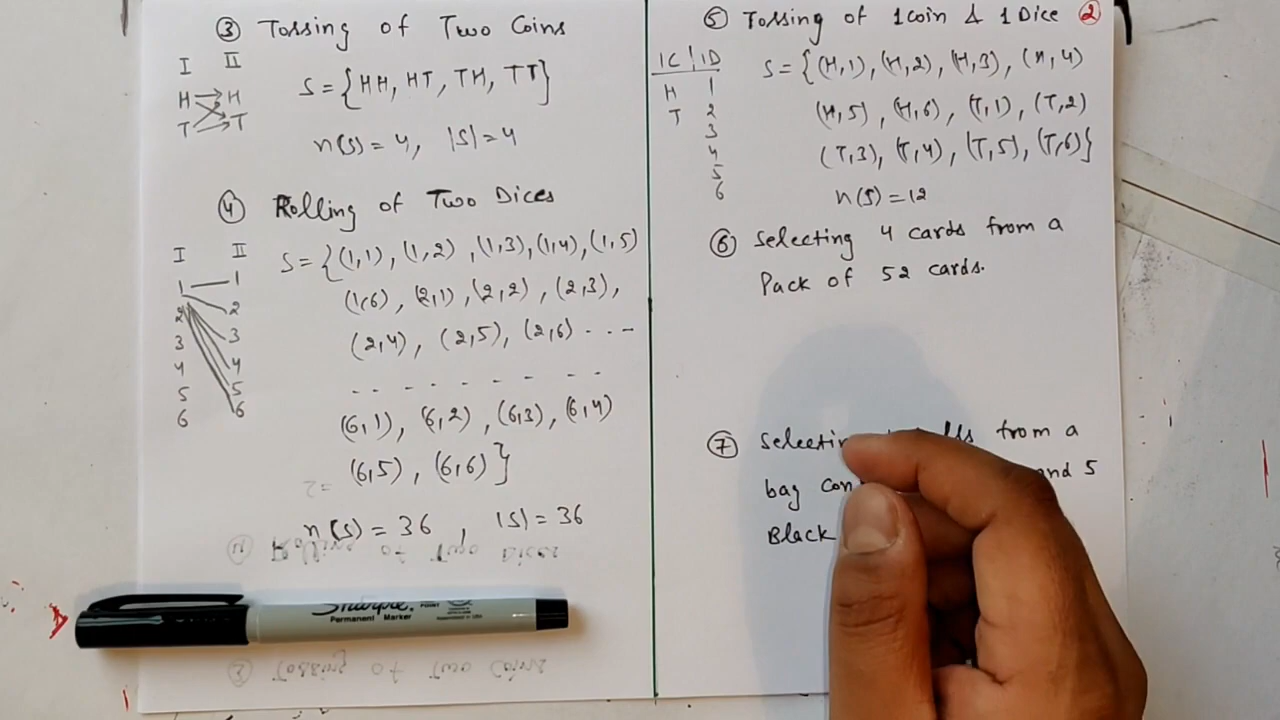 ③ Tossing of Two Coins
I II
H H
T T
S = {HH, HT, TH, TT}
n(S) = 4, |S| = 4
④ Rolling of Two Dices
I II
1 1
2 2
3 3
4 4
5 5
6 6
S = {(1,1), (1,2), (1,3), (1,4), (1,5)
(1,6), (2,1), (2,2), (2,3),
(2,4), (2,5), (2,6) - - - -
- - - - - - - -
(6,1), (6,2), (6,3), (6,4)
(6,5), (6,6)}
n(S) = 36, |S| = 36
Sharpie.
POINT
Permanent Marker
⑤ Tossing of 1 coin & 1 Dice ②
1C | 1D
H 1
T 2
3
4
5
6
S = {(H,1), (H,2), (H,3), (H,4)
(H,5), (H,6), (T,1), (T,2)
(T,3), (T,4), (T,5), (T,6)}
n(S) = 12
⑥ Selecting 4 cards from a
Pack of 52 cards.
⑦ from a
bag and 5
Black